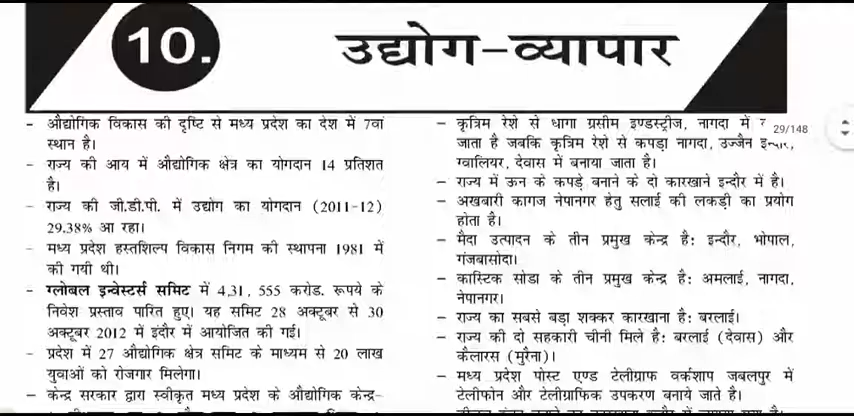 10.
उद्योग-व्यापार
- औद्योगिक विकास की दृष्टि से मध्य प्रदेश का देश में 7वां
स्थान है।
- राज्य की आय में औद्योगिक क्षेत्र का योगदान 14 प्रतिशत
है।
- राज्य की जी.डी.पी. में उद्योग का योगदान (2011-12)
29.38% आ रहा।
- मध्य प्रदेश हस्तशिल्प विकास निगम की स्थापना 1981 में
की गयी थी।
- ग्लोबल इन्वेस्टर्स समिट में 4,31, 555 करोड. रूपये के
निवेश प्रस्ताव पारित हुए। यह समिट 28 अक्टूबर से 30
अक्टूबर 2012 में इंदौर में आयोजित की गई।
- प्रदेश में 27 औद्योगिक क्षेत्र समिट के माध्यम से 20 लाख
युवाओं को रोजगार मिलेगा।
- केन्द्र सरकार द्वारा स्वीकृत मध्य प्रदेश के औद्योगिक केन्द्र-
- कृत्रिम रेशे से धागा ग्रसीम इण्डस्ट्रीज, नागदा में
29/148
जाता है जबकि कृत्रिम रेशे से कपड़ा नागदा, उज्जैन
ग्वालियर, देवास में बनाया जाता है।
- राज्य में ऊन के कपड़े बनाने के दो कारखाने इन्दौर में है।
- अखबारी कागज नेपानगर हेतु सलाई की लकड़ी का प्रयोग
होता है।
- मैदा उत्पादन के तीन प्रमुख केन्द्र है: इन्दौर, भोपाल,
गंजबासोदा।
- कास्टिक सोडा के तीन प्रमुख केन्द्र है: अमलाई, नागदा,
नेपानगर।
- राज्य का सबसे बड़ा शक्कर कारखाना है: बरलाई।
- राज्य की दो सहकारी चीनी मिले है: बरलाई (देवास) और
कैलारस (मुरैना)।
- मध्य प्रदेश पोस्ट एण्ड टेलीग्राफ वर्कशाप जबलपुर में
टेलीफोन और टेलीग्राफिक उपकरण बनाये जाते है।